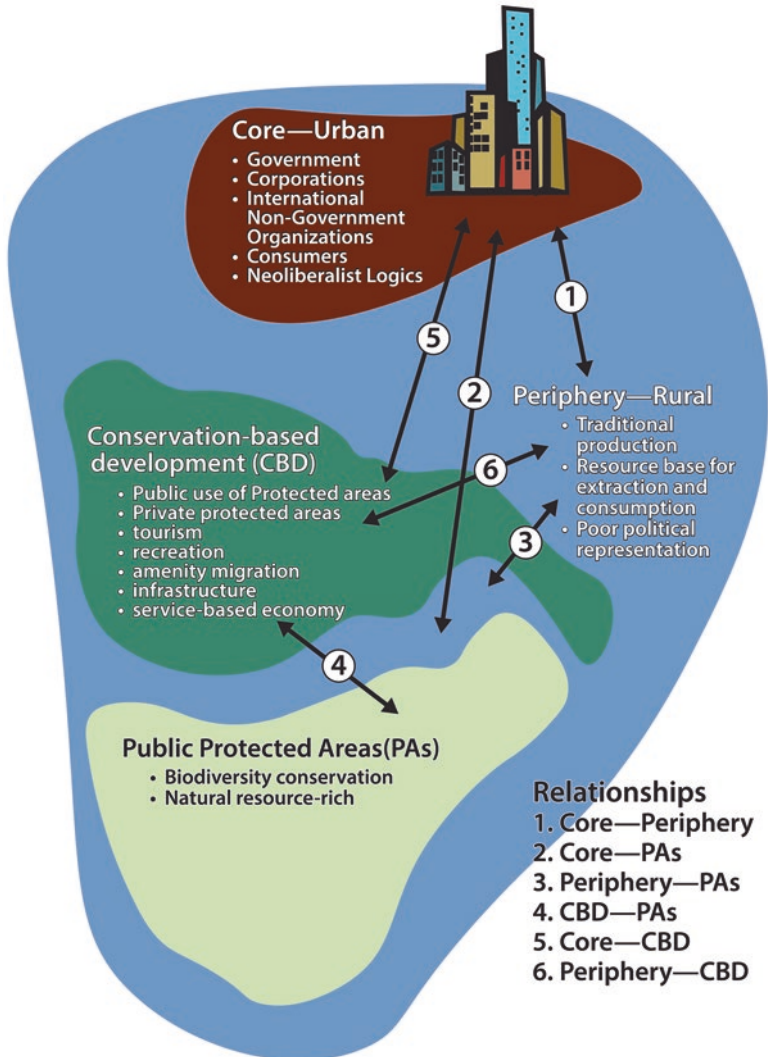 Core—Urban
• Government
• Corporations
• International
Non-Government
Organizations
• Consumers
• Neoliberalist Logics
1
5
2
Periphery—Rural
• Traditional
production
• Resource base for
extraction and
consumption
• Poor political
representation
Conservation-based
development (CBD)
• Public use of Protected areas
• Private protected areas
• tourism
• recreation
• amenity migration
• infrastructure
• service-based economy
6
3
4
Public Protected Areas(PAs)
• Biodiversity conservation
• Natural resource-rich
Relationships
1. Core—Periphery
2. Core—PAs
3. Periphery—PAs
4. CBD—PAs
5. Core—CBD
6. Periphery—CBD